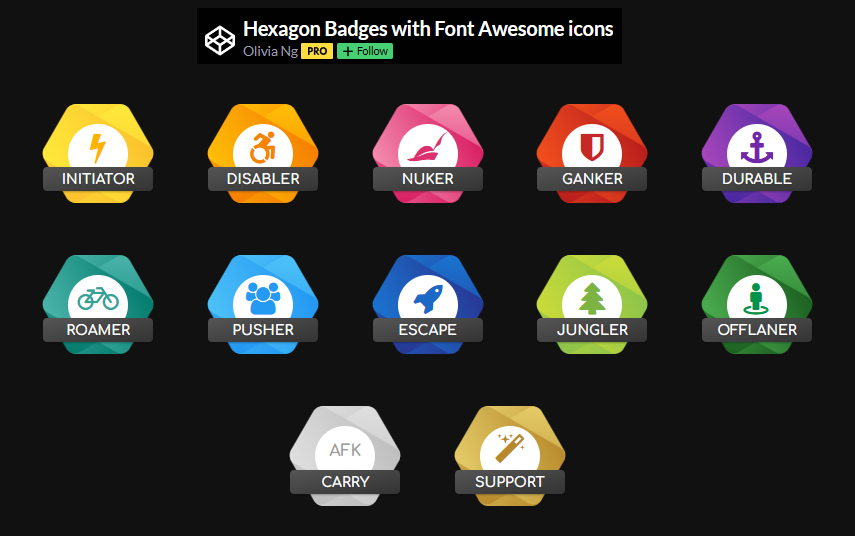 Hexagon Badges with Font Awesome icons
Olivia Ng PRO + Follow
INITIATOR DISABLER NUKER GANKER DURABLE
ROAMER PUSHER ESCAPE JUNGLER OFFLANER
AFK
CARRY SUPPORT